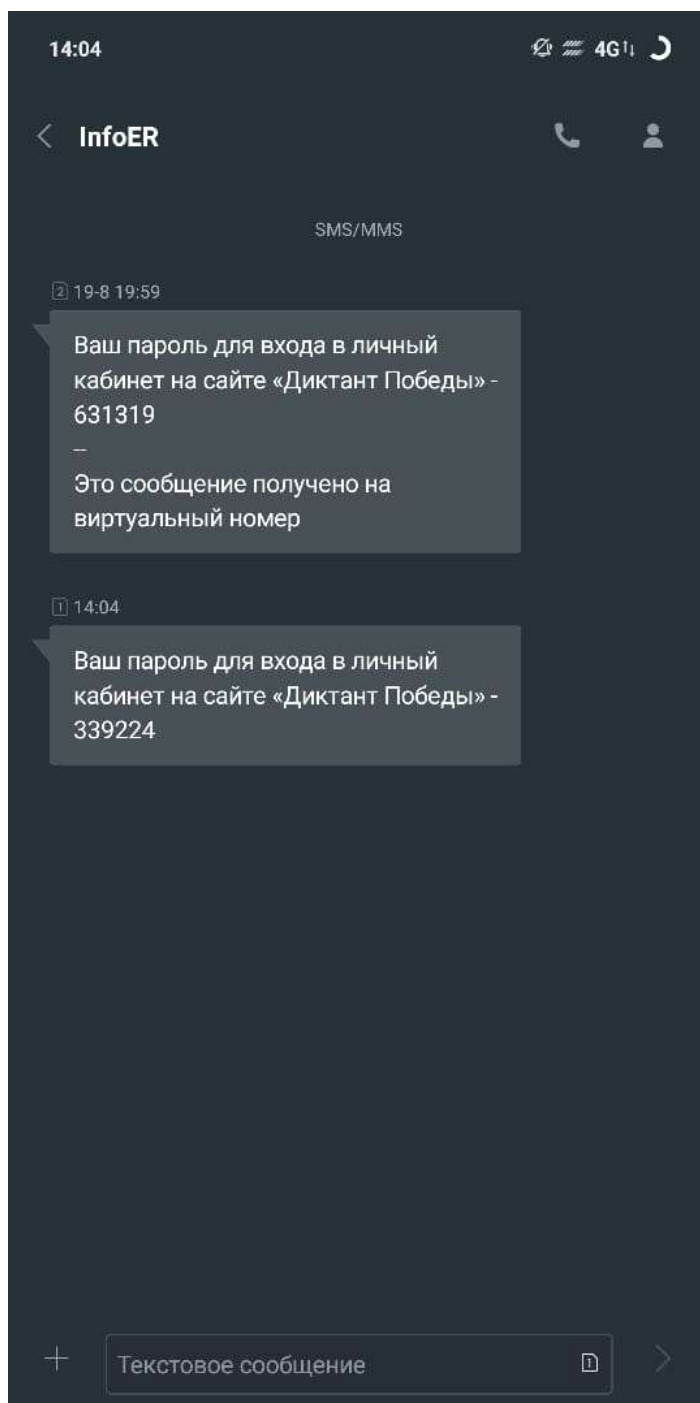 14:04
4G
InfoER
SMS/MMS
2 19-8 19:59
Ваш пароль для входа в личный
кабинет на сайте «Диктант Победы» -
631319
--
Это сообщение получено на
виртуальный номер
1 14:04
Ваш пароль для входа в личный
кабинет на сайте «Диктант Победы» -
339224
Текстовое сообщение 1